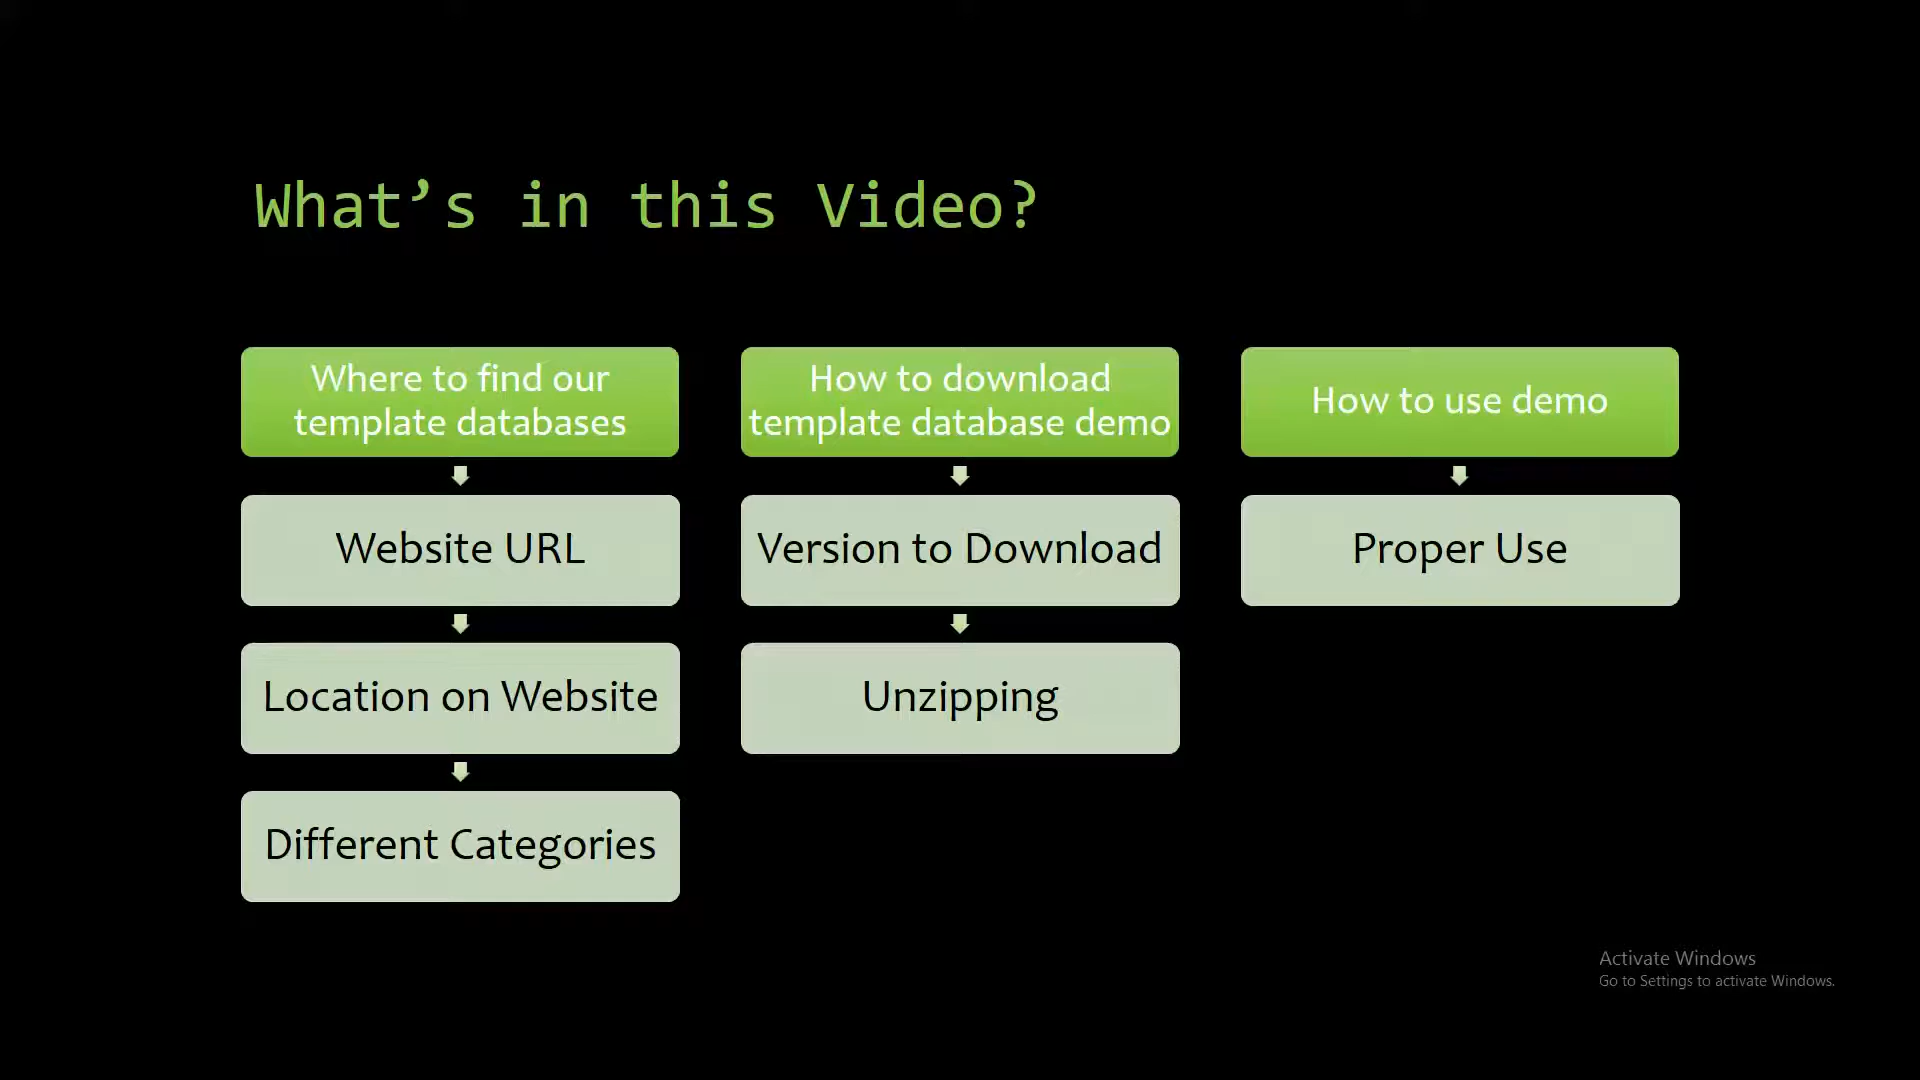 What’s in this Video?
Where to find our
template databases
Website URL
Location on Website
Different Categories
How to download
template database demo
Version to Download
Unzipping
How to use demo
Proper Use
Activate Windows
Go to Settings to activate Windows.